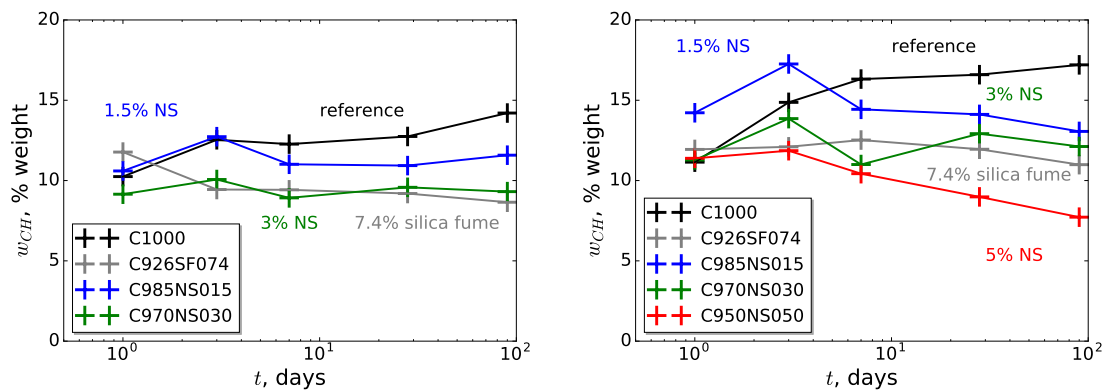 20
15
10
5
0
w_CH, % weight
1.5% NS
reference
3% NS
7.4% silica fume
C1000
C926SF074
C985NS015
C970NS030
10^0
10^1
10^2
t, days
20
15
10
5
0
w_CH, % weight
1.5% NS
reference
3% NS
7.4% silica fume
5% NS
C1000
C926SF074
C985NS015
C970NS030
C950NS050
10^0
10^1
10^2
t, days